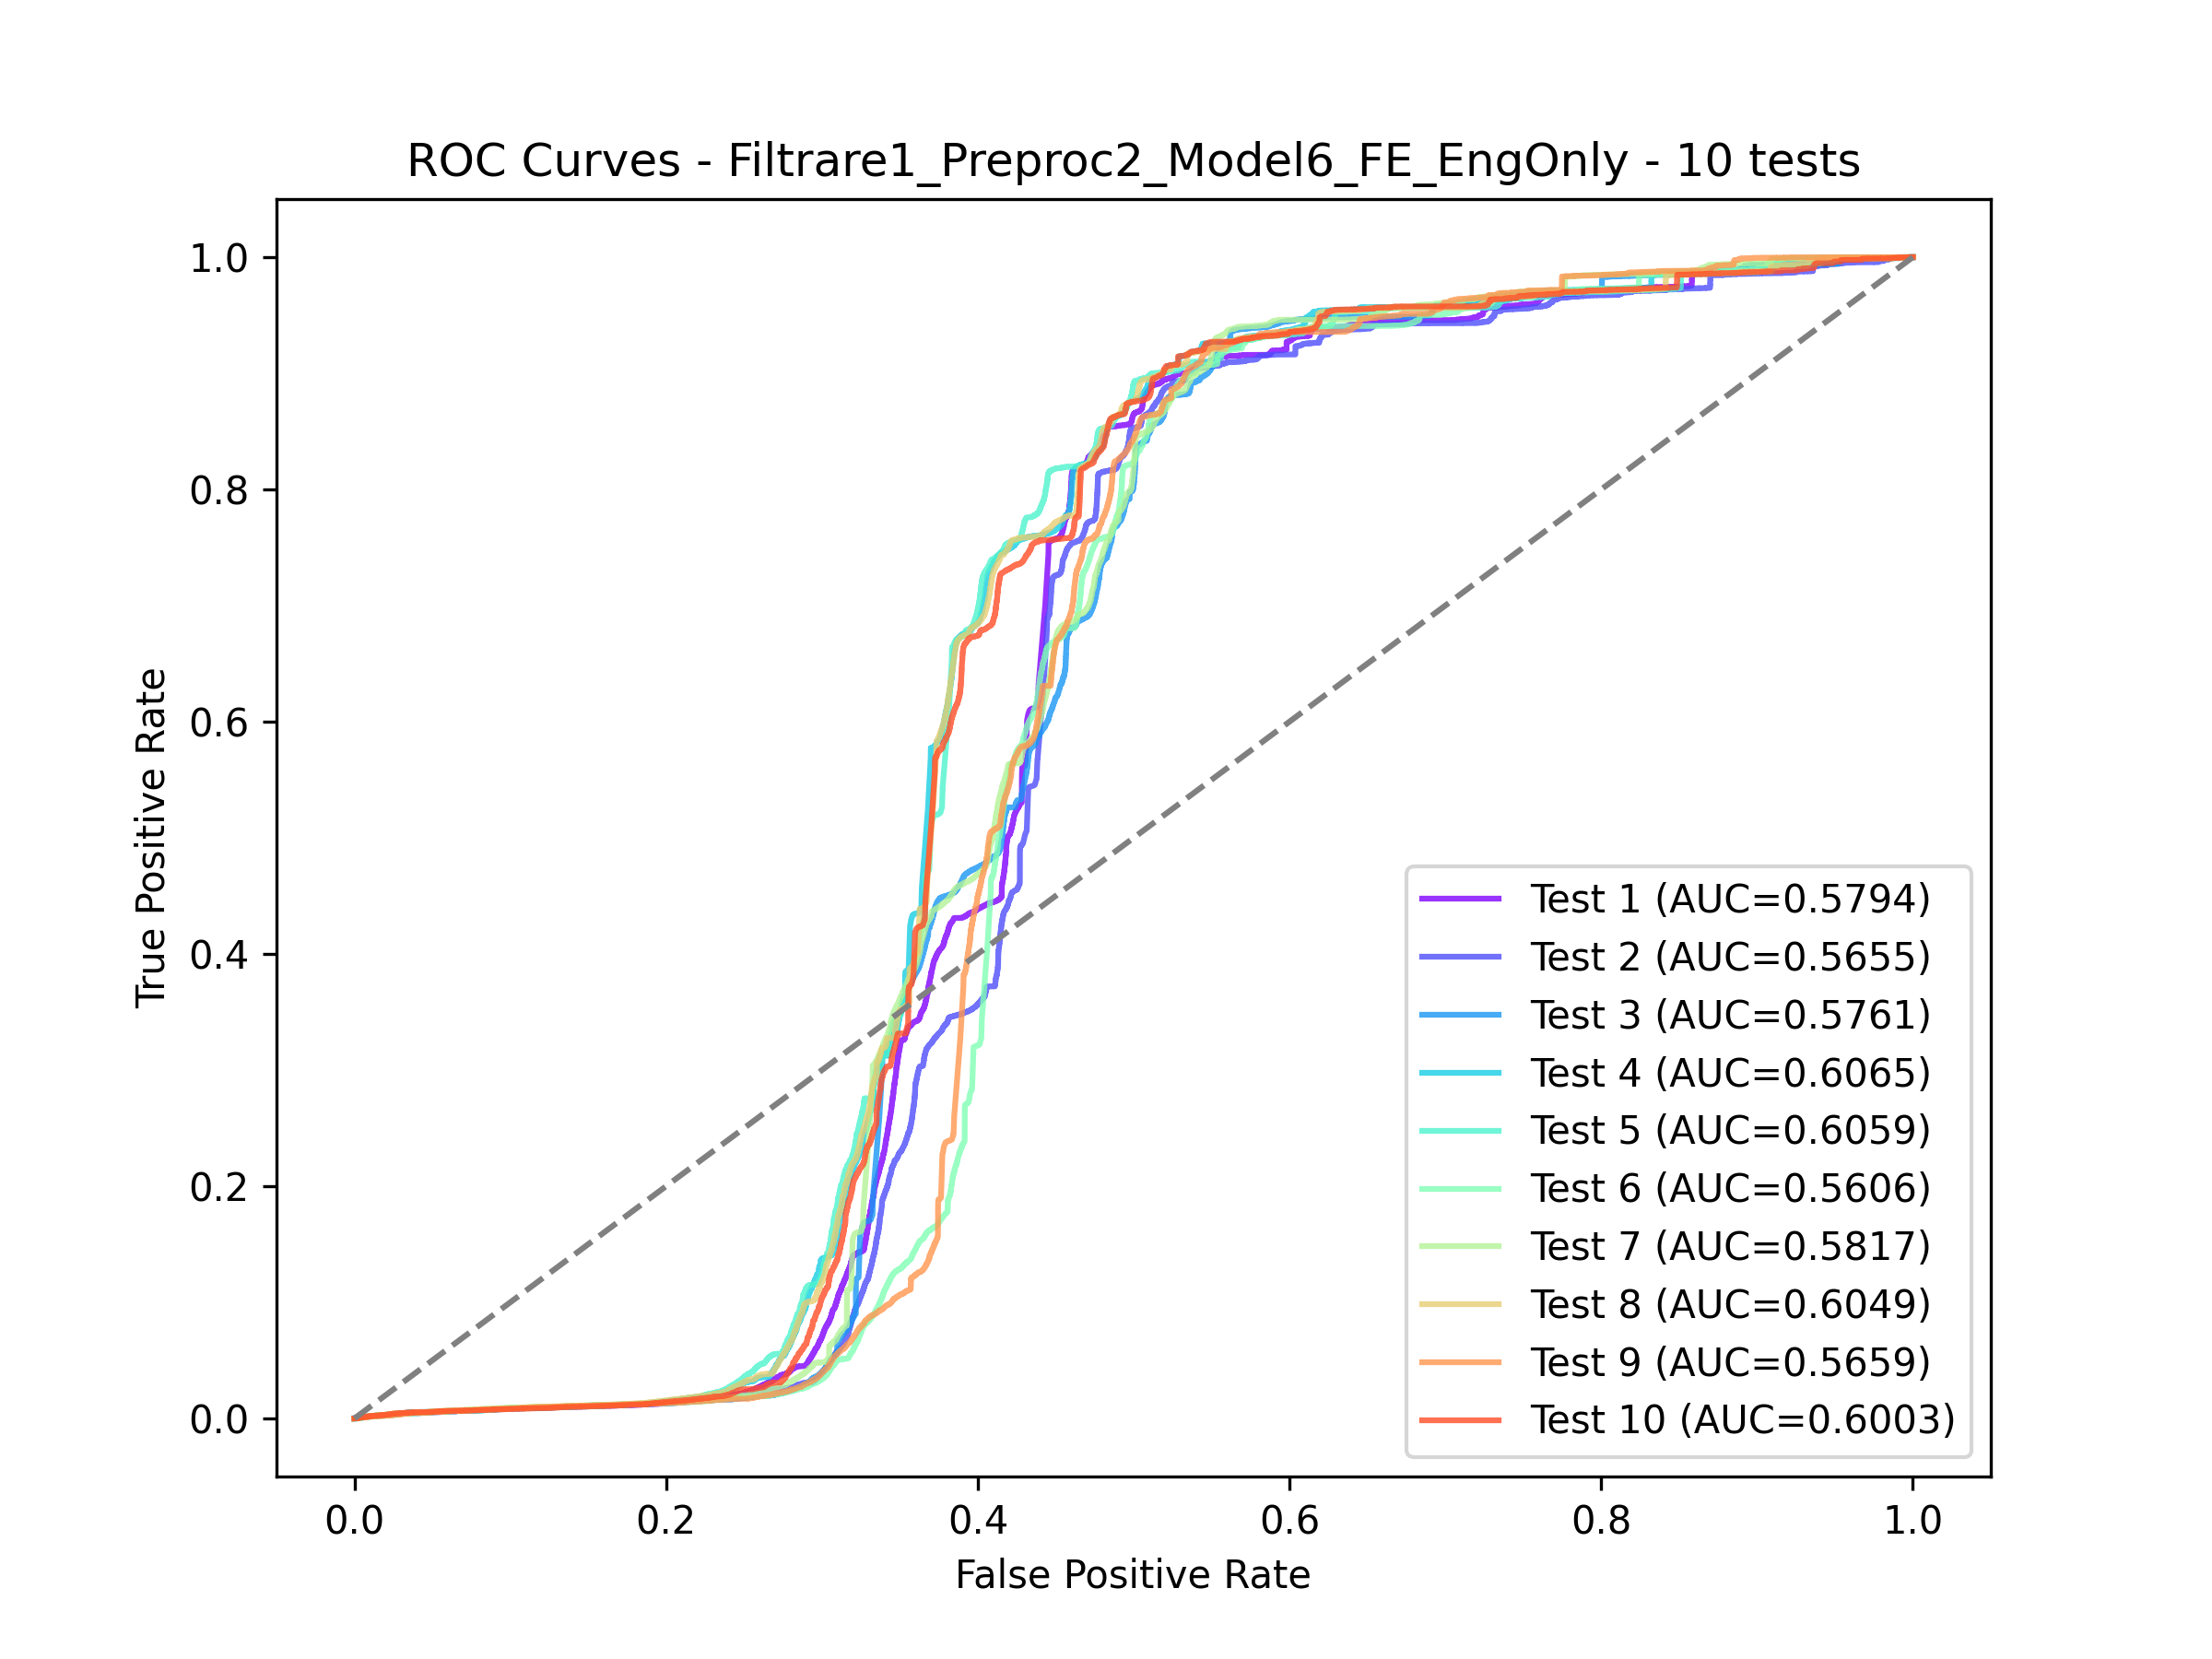 ROC Curves - Filtrare1_Preproc2_Model6_FE_EngOnly - 10 tests
1.0
0.8
0.6
0.4
0.2
0.0
True Positive Rate
0.0 0.2 0.4 0.6 0.8 1.0
False Positive Rate
Test 1 (AUC=0.5794)
Test 2 (AUC=0.5655)
Test 3 (AUC=0.5761)
Test 4 (AUC=0.6065)
Test 5 (AUC=0.6059)
Test 6 (AUC=0.5606)
Test 7 (AUC=0.5817)
Test 8 (AUC=0.6049)
Test 9 (AUC=0.5659)
Test 10 (AUC=0.6003)